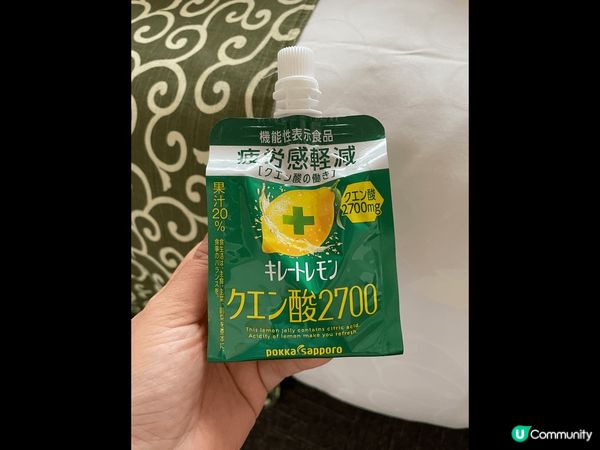 機能性表示食品
疲労感軽減
[クエン酸の働き]
クエン酸
2700mg
果汁20%
キレートレモン
クエン酸2700
This lemon jelly contains citric acid.
Acidity of lemon make you refresh.
pokka sapporo
U Community